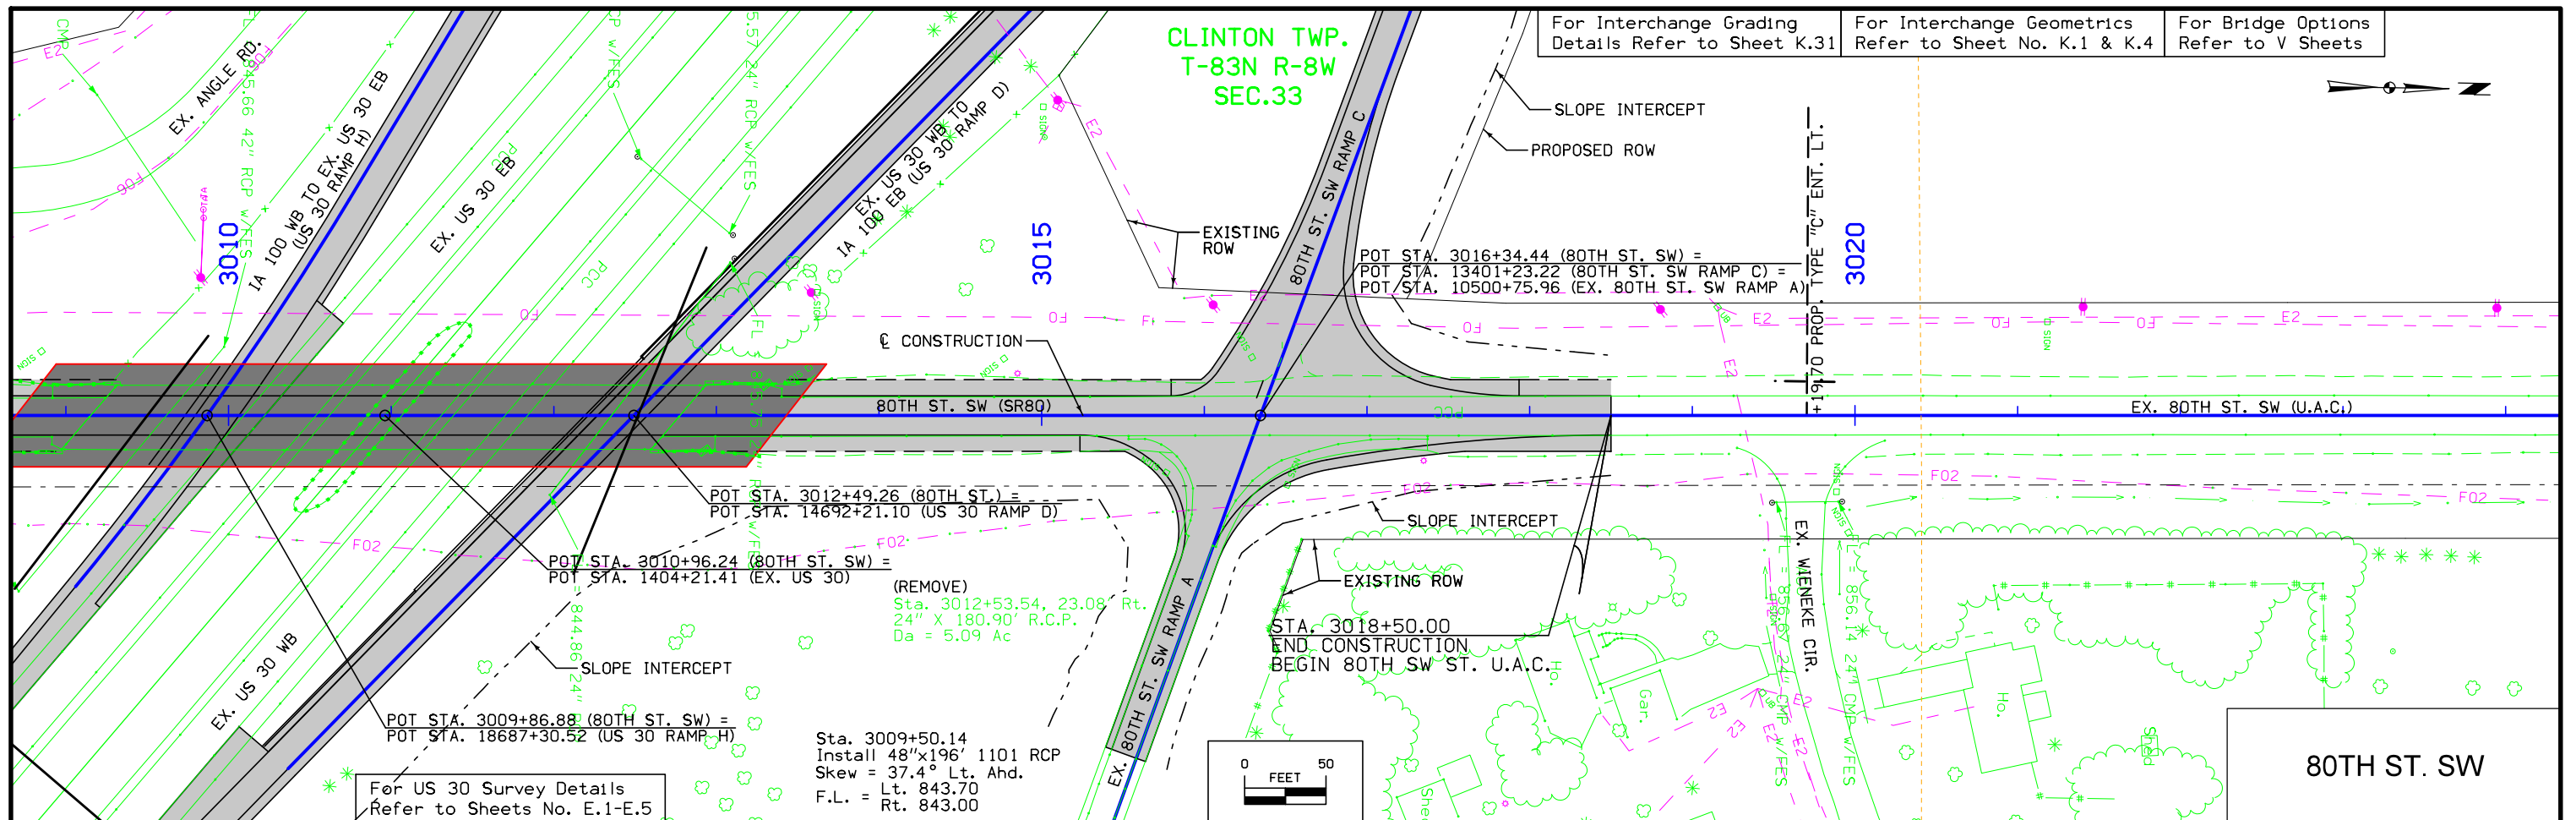 For Interchange Grading
Details Refer to Sheet K.31
For Interchange Geometrics
Refer to Sheet No. K.1 & K.4
For Bridge Options
Refer to V Sheets
CLINTON TWP.
T-83N R-8W
SEC.33
N
EX. ANGLE RD.
IA 100 WB TO EX. US 30 EB
(US 30 RAMP H)
EX. US 30 EB
EX. US 30 WB TO
IA 100 EB (US 30 RAMP D)
80TH ST. SW RAMP C
SLOPE INTERCEPT
PROPOSED ROW
EXISTING
ROW
3010
3015
3020
POT STA. 3016+34.44 (80TH ST. SW) =
POT STA. 13401+23.22 (80TH ST. SW RAMP C) =
POT STA. 10500+75.96 (EX. 80TH ST. SW RAMP A)
+19.70 PROP. TYPE "C" ENT. LT.
℄ CONSTRUCTION
80TH ST. SW (SR80)
EX. 80TH ST. SW (U.A.C.)
POT STA. 3012+49.26 (80TH ST.) =
POT STA. 14692+21.10 (US 30 RAMP D)
POT STA. 3010+96.24 (80TH ST. SW) =
POT STA. 1404+21.41 (EX. US 30)
(REMOVE)
Sta. 3012+53.54, 23.08' Rt.
24" X 180.90' R.C.P.
Da = 5.09 Ac
SLOPE INTERCEPT
EXISTING ROW
STA. 3018+50.00
END CONSTRUCTION
BEGIN 80TH SW ST. U.A.C.
EX. WIENEKE CIR.
SLOPE INTERCEPT
EX. US 30 WB
POT STA. 3009+86.88 (80TH ST. SW) =
POT STA. 18687+30.52 (US 30 RAMP H)
EX. 80TH ST. SW RAMP A
Sta. 3009+50.14
Install 48"x196' 1101 RCP
Skew = 37.4° Lt. Ahd.
F.L. = Lt. 843.70
Rt. 843.00
For US 30 Survey Details
Refer to Sheets No. E.1-E.5
0 50
FEET
Ho.
Gar.
Ho.
Shed
80TH ST. SW